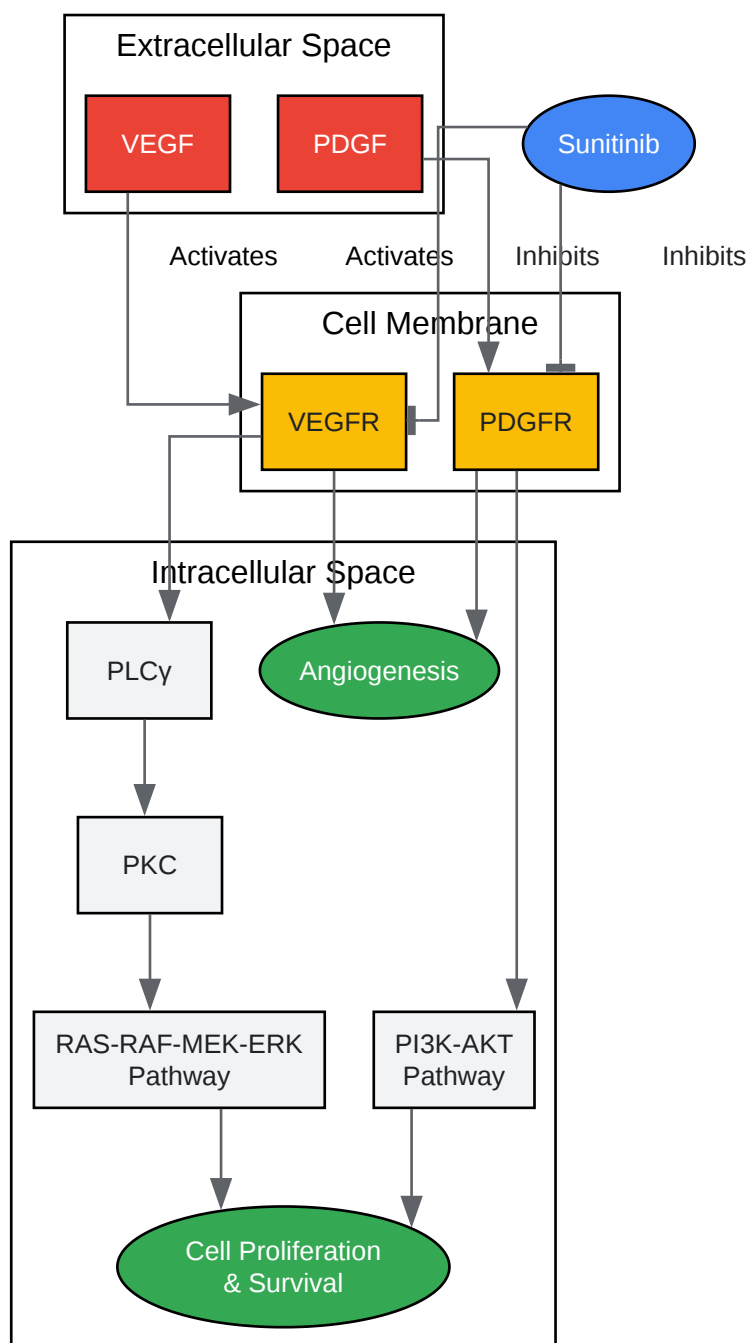 Extracellular Space
VEGF
PDGF
Sunitinib
Activates
Activates
Inhibits
Inhibits
Cell Membrane
VEGFR
PDGFR
Intracellular Space
PLCγ
Angiogenesis
PKC
RAS-RAF-MEK-ERK
Pathway
PI3K-AKT
Pathway
Cell Proliferation
& Survival